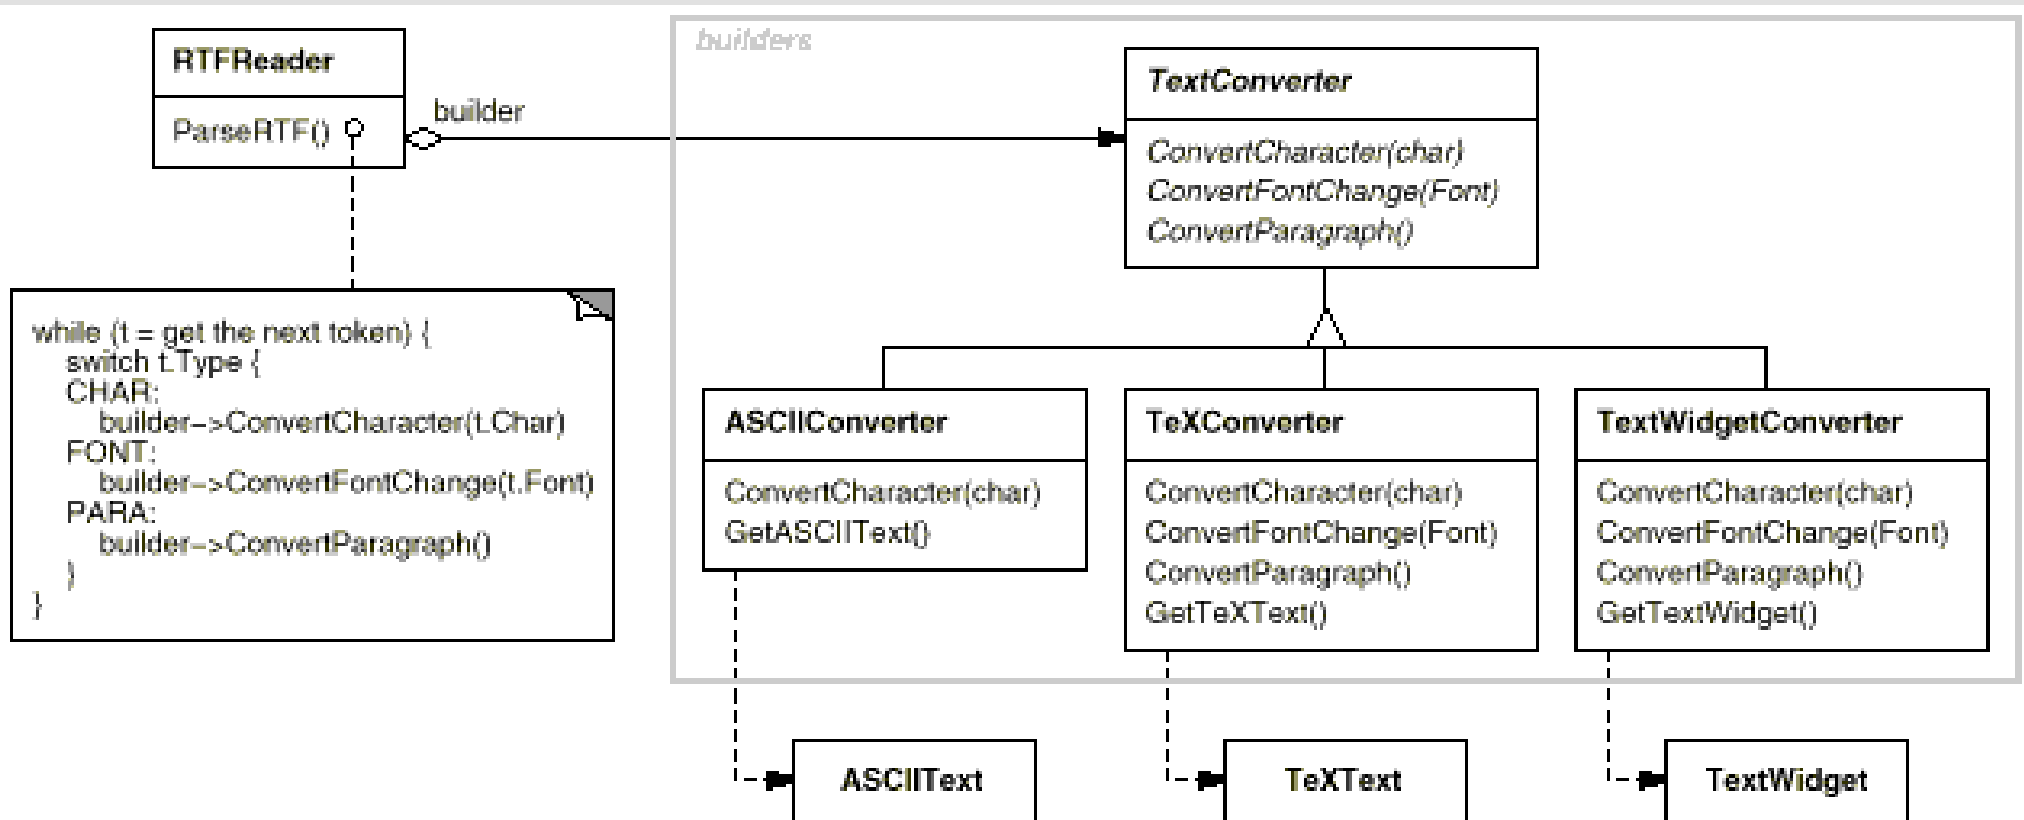 RTFReader
ParseRTF()
builder
while (t = get the next token) {
switch t.Type {
CHAR:
builder->ConvertCharacter(t.Char)
FONT:
builder->ConvertFontChange(t.Font)
PARA:
builder->ConvertParagraph()
}
}
builders
TextConverter
ConvertCharacter(char)
ConvertFontChange(Font)
ConvertParagraph()
ASCIIConverter
ConvertCharacter(char)
GetASCIIText()
TeXConverter
ConvertCharacter(char)
ConvertFontChange(Font)
ConvertParagraph()
GetTeXText()
TextWidgetConverter
ConvertCharacter(char)
ConvertFontChange(Font)
ConvertParagraph()
GetTextWidget()
ASCIIText
TeXText
TextWidget